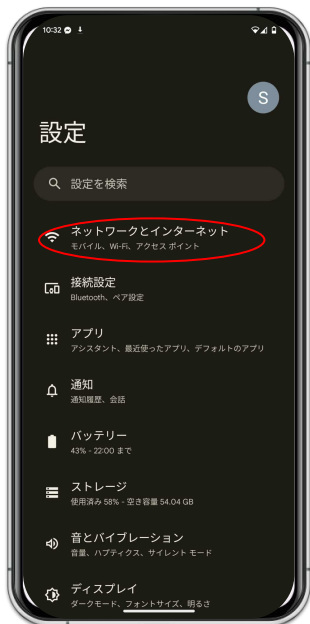 10:32
S
設定
設定を検索
ネットワークとインターネット
モバイル、Wi-Fi、アクセス ポイント
接続設定
Bluetooth、ペア設定
アプリ
アシスタント、最近使ったアプリ、デフォルトのアプリ
通知
通知履歴、会話
バッテリー
43% - 22:00 まで
ストレージ
使用済み 58% - 空き容量 54.04 GB
音とバイブレーション
音量、ハプティクス、サイレント モード
ディスプレイ
ダークモード、フォントサイズ、明るさ